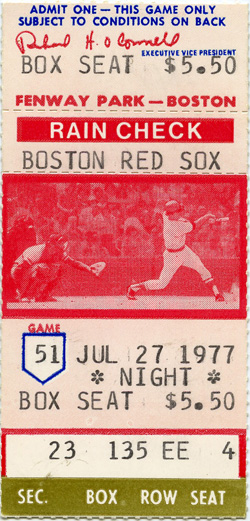 ADMIT ONE — THIS GAME ONLY
SUBJECT TO CONDITIONS ON BACK
Richard H. O'Connell
EXECUTIVE VICE PRESIDENT
BOX SEAT $5.50
FENWAY PARK — BOSTON
RAIN CHECK
BOSTON RED SOX
GAME
51 JUL 27 1977
* NIGHT *
BOX SEAT $5.50
23 135 EE 4
SEC. BOX ROW SEAT